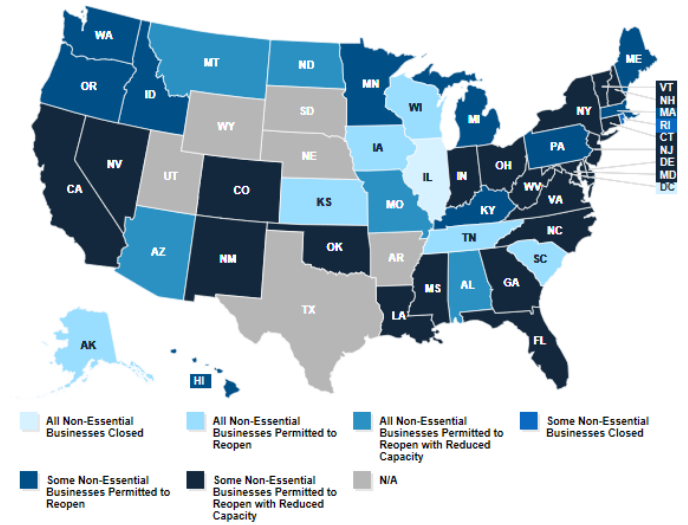 WA
MT
ND
MN
ME
OR
ID
WI
VT
NH
SD
MI
NY
MA
WY
RI
IA
PA
CT
NE
NJ
NV
OH
DE
IL
IN
UT
MD
CA
CO
WV
DC
KS
MO
VA
KY
NC
TN
AZ
OK
NM
AR
SC
MS
AL
GA
TX
LA
FL
AK
HI
All Non-Essential
Businesses Closed
All Non-Essential
Businesses Permitted to
Reopen
All Non-Essential
Businesses Permitted to
Reopen with Reduced
Capacity
Some Non-Essential
Businesses Closed
Some Non-Essential
Businesses Permitted to
Reopen
Some Non-Essential
Businesses Permitted to
Reopen with Reduced
Capacity
N/A